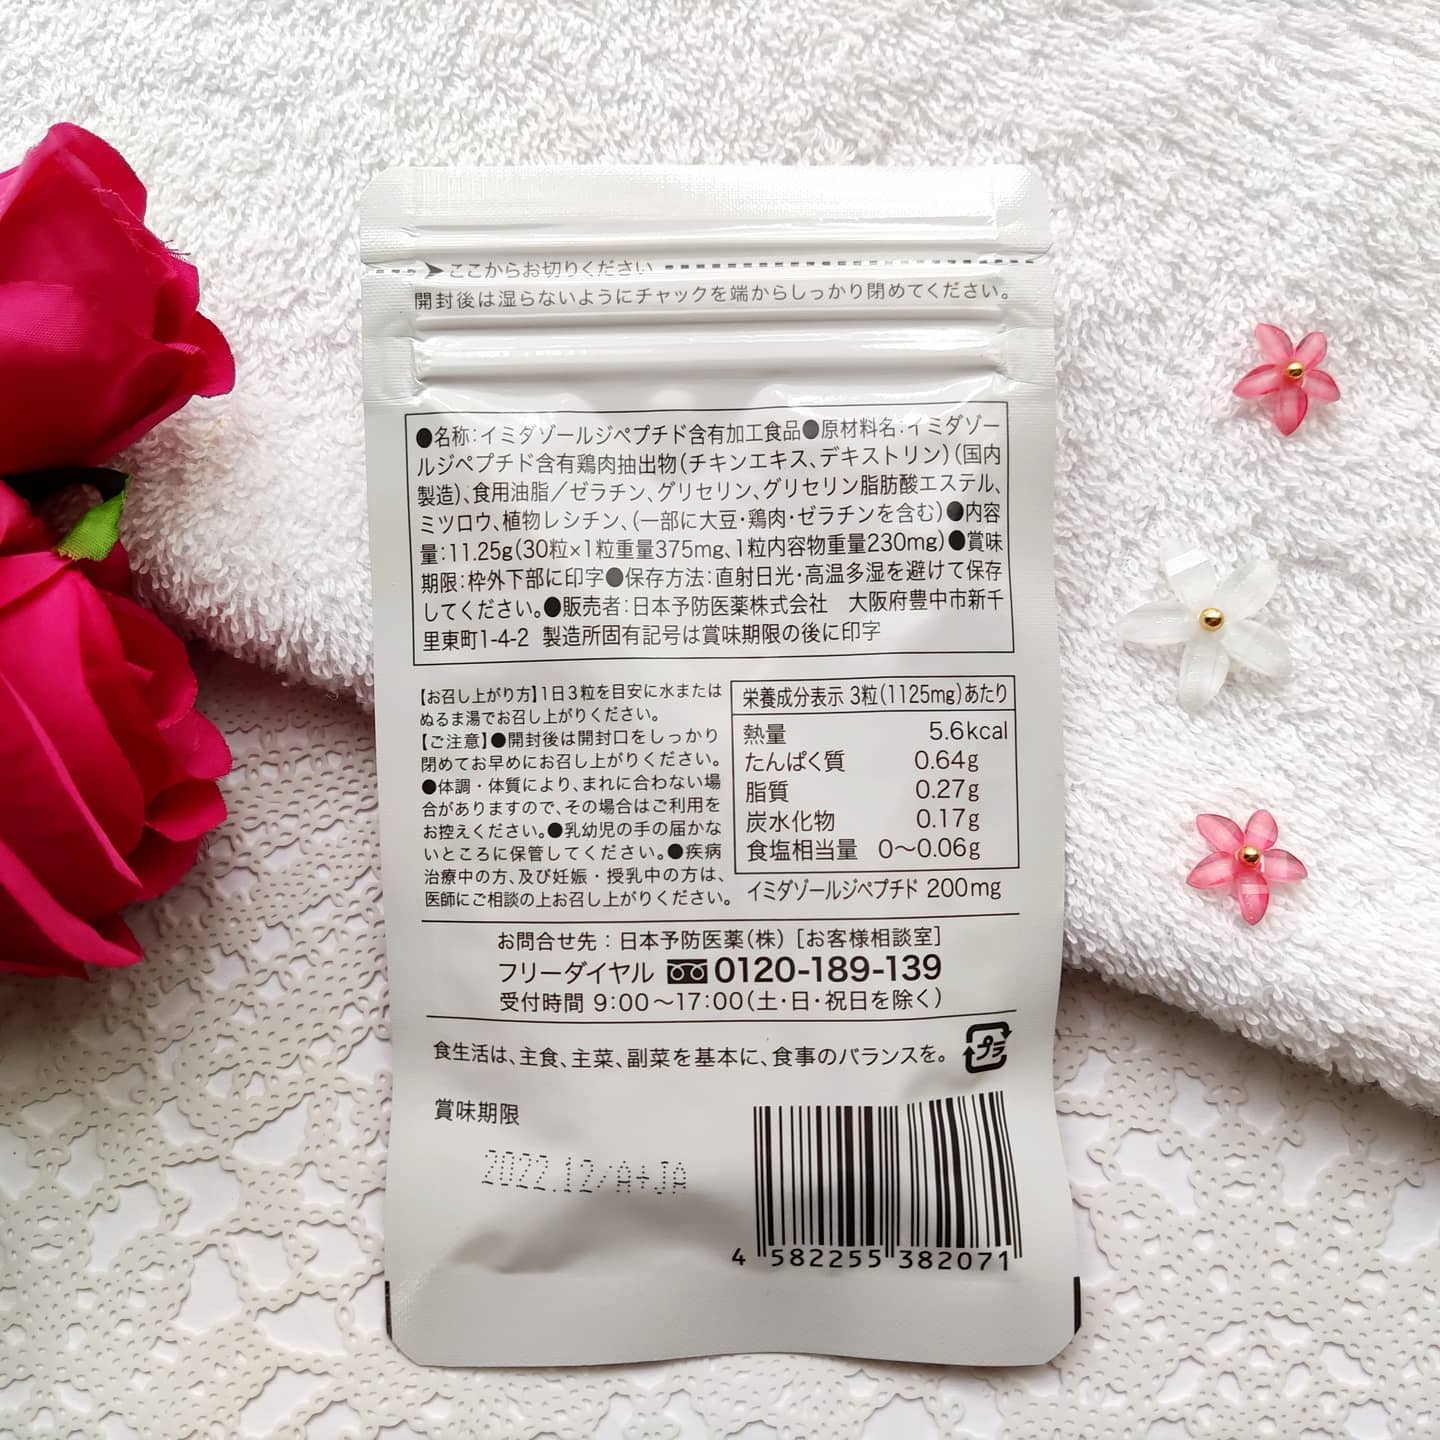 ここからお切りください
開封後は湿らないようにチャックを端からしっかり閉めてください。
●名称:イミダゾールジペプチド含有加工食品●原材料名:イミダゾー
ルジペプチド含有鶏肉抽出物(チキンエキス、デキストリン)(国内
製造)、食用油脂/ゼラチン、グリセリン、グリセリン脂肪酸エステル、
ミツロウ、植物レシチン、(一部に大豆・鶏肉・ゼラチンを含む)●内容
量:11.25g(30粒×1粒重量375mg、1粒内容物重量230mg)●賞味
期限:枠外下部に印字●保存方法:直射日光・高温多湿を避けて保存
してください。●販売者:日本予防医薬株式会社 大阪府豊中市新千
里東町1-4-2 製造所固有記号は賞味期限の後に印字
【お召し上がり方】1日3粒を目安に水または
ぬるま湯でお召し上がりください。
【ご注意】●開封後は開封口をしっかり
閉めてお早めにお召し上がりください。
●体調・体質により、まれに合わない場
合がありますので、その場合はご利用を
お控えください。●乳幼児の手の届かな
いところに保管してください。●疾病
治療中の方、及び妊娠・授乳中の方は、
医師にご相談の上お召し上がりください。
栄養成分表示 3粒(1125mg)あたり
熱量 5.6kcal
たんぱく質 0.64g
脂質 0.27g
炭水化物 0.17g
食塩相当量 0〜0.06g
イミダゾールジペプチド 200mg
お問合せ先:日本予防医薬(株)[お客様相談室]
フリーダイヤル 0120-189-139
受付時間 9:00〜17:00(土・日・祝日を除く)
食生活は、主食、主菜、副菜を基本に、食事のバランスを。
プラ
賞味期限
2022.12/A+JA
4 582255 382071